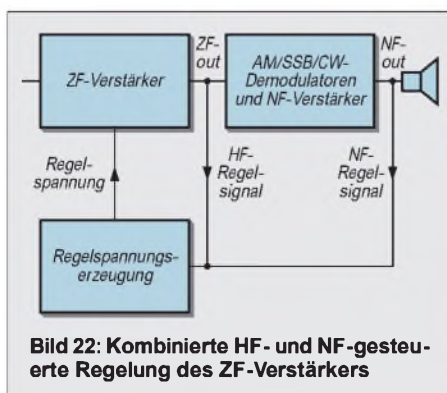 ZF-
out
NF-
out
ZF-Verstärker
AM/SSB/CW-
Demodulatoren
und NF-Verstärker
Regel-
spannung
HF-
Regel-
signal
NF-
Regel-
signal
Regelspannungs-
erzeugung
Bild 22: Kombinierte HF- und NF-gesteu-
erte Regelung des ZF-Verstärkers